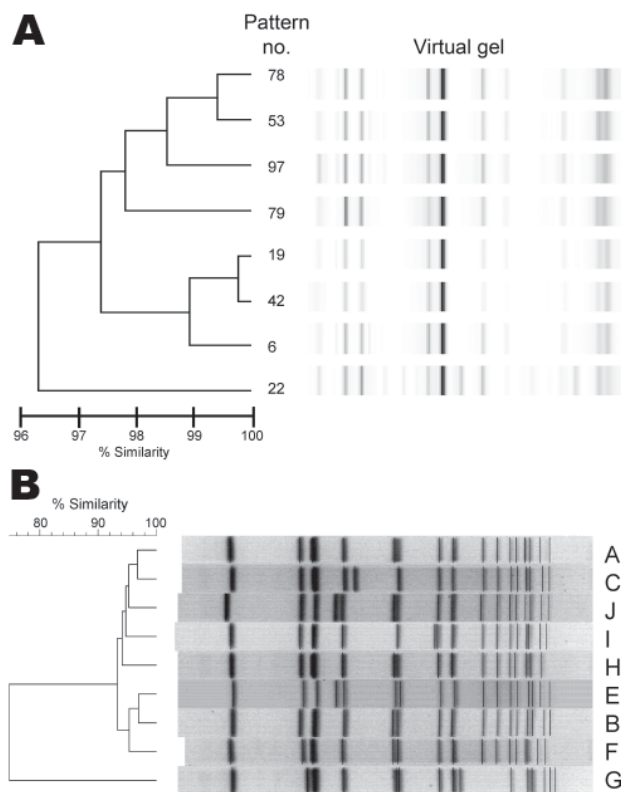 A
Pattern
no.
Virtual gel
78
53
97
79
19
42
6
22
96 97 98 99 100
% Similarity
B
% Similarity
80 90 100
A
C
J
I
H
E
B
F
G